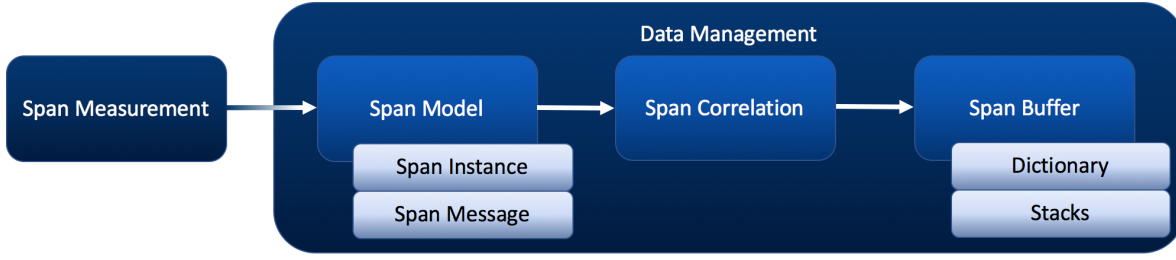 Data Management
Span Measurement
Span Model
Span Correlation
Span Buffer
Span Instance
Dictionary
Span Message
Stacks